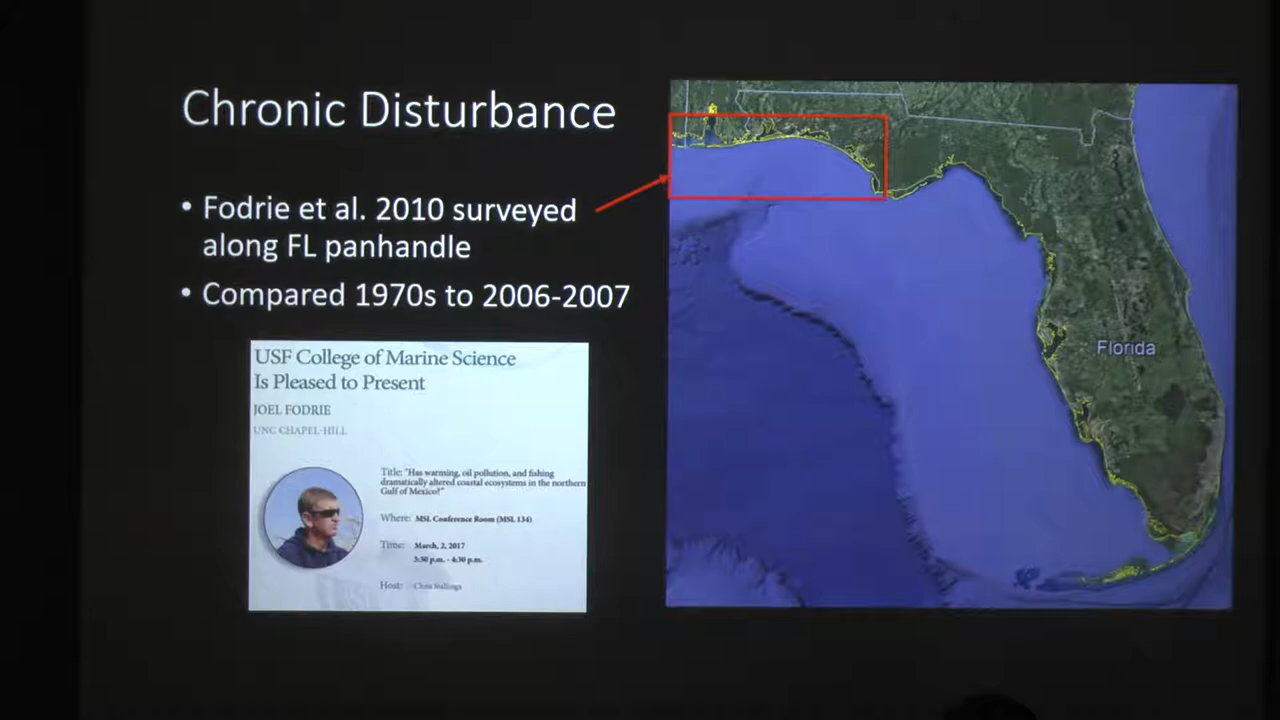 Chronic Disturbance
• Fodrie et al. 2010 surveyed
along FL panhandle
• Compared 1970s to 2006-2007
USF College of Marine Science
Is Pleased to Present
JOEL FODRIE
UNC CHAPEL-HILL
Title: "Has warming, oil pollution, and fishing
dramatically altered coastal ecosystems in the northern
Gulf of Mexico?"
Where: MSL Conference Room (MSL 134)
Time: March, 2, 2017
3:30 p.m. - 4:30 p.m.
Host: Chris Stallings
Florida